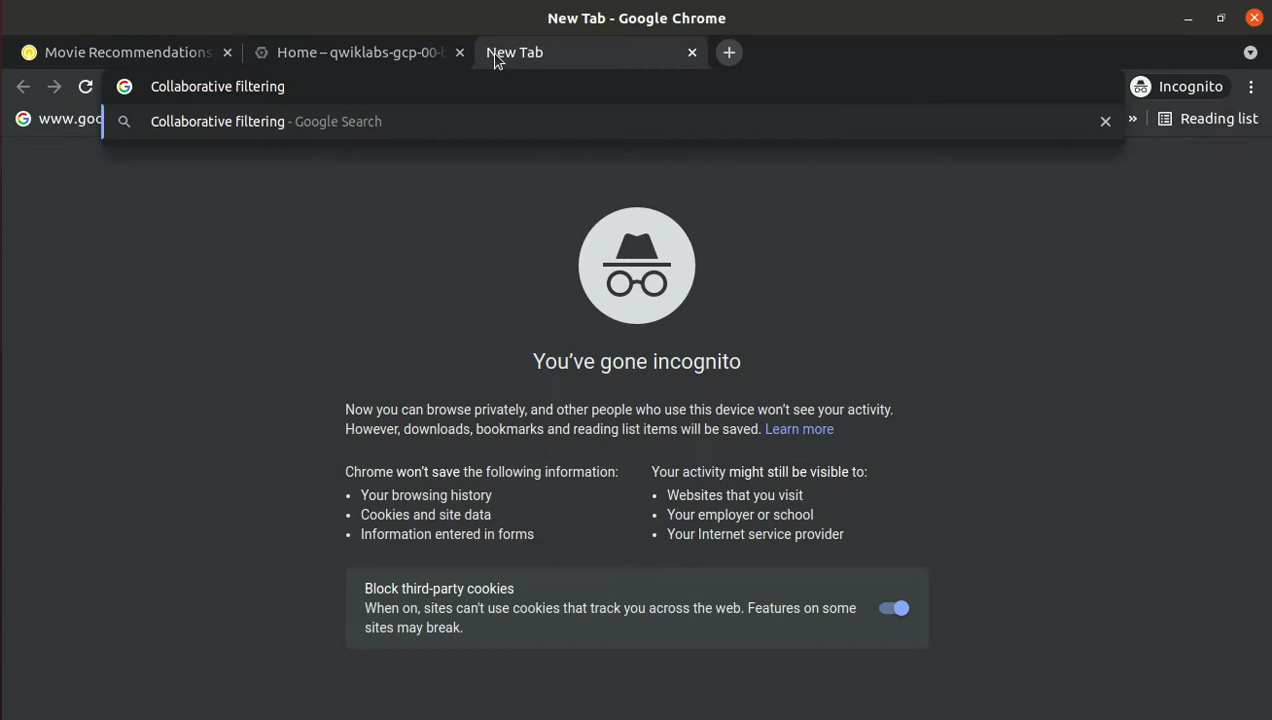 New Tab - Google Chrome
Movie Recommendations
Home – qwiklabs-gcp-00-
New Tab
Collaborative filtering
Incognito
www.goo
Collaborative filtering - Google Search
»
Reading list
You've gone incognito
Now you can browse privately, and other people who use this device won't see your activity.
However, downloads, bookmarks and reading list items will be saved. Learn more
Chrome won't save the following information:
• Your browsing history
• Cookies and site data
• Information entered in forms
Your activity might still be visible to:
• Websites that you visit
• Your employer or school
• Your Internet service provider
Block third-party cookies
When on, sites can't use cookies that track you across the web. Features on some
sites may break.